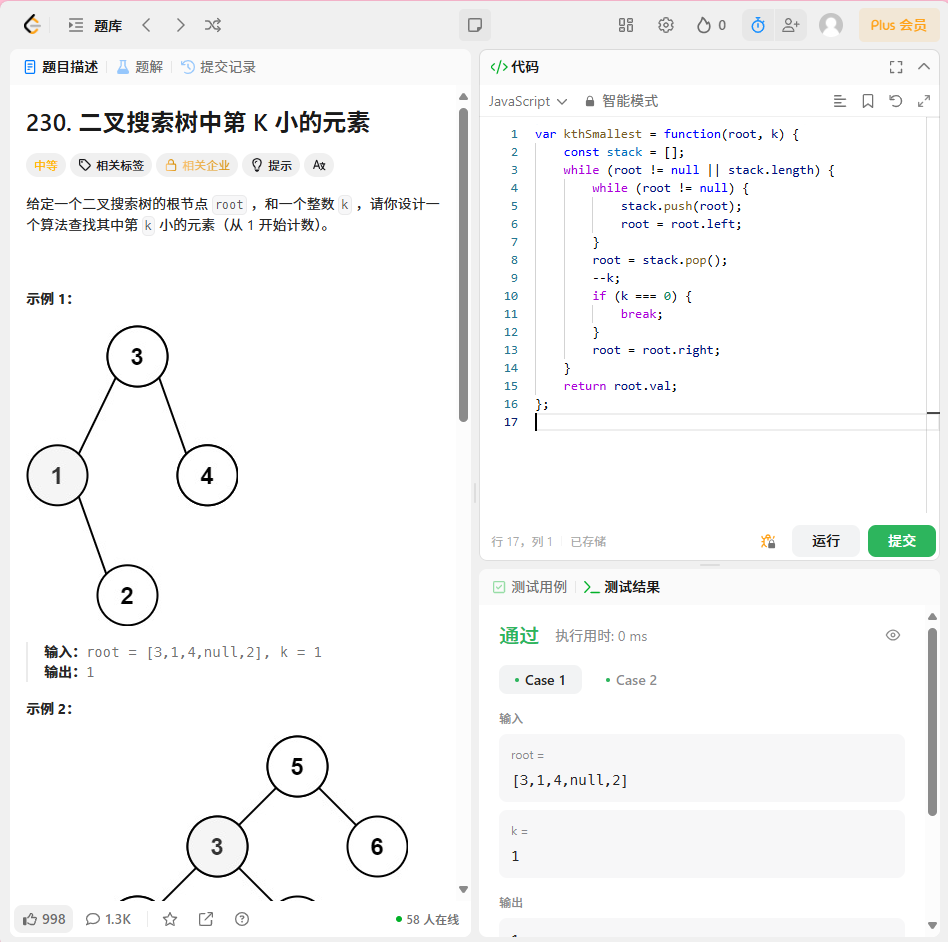 题库
0
Plus 会员
题目描述
题解
提交记录
230. 二叉搜索树中第 K 小的元素
中等
相关标签
相关企业
提示
给定一个二叉搜索树的根节点 root ，和一个整数 k ，请你设计一
个算法查找其中第 k 小的元素（从 1 开始计数）。
示例 1：
3
1
4
2
输入：root = [3,1,4,null,2], k = 1
输出：1
示例 2：
5
3
6
998
1.3K
58 人在线
</> 代码
JavaScript
智能模式
1 var kthSmallest = function(root, k) {
2 const stack = [];
3 while (root != null || stack.length) {
4 while (root != null) {
5 stack.push(root);
6 root = root.left;
7 }
8 root = stack.pop();
9 --k;
10 if (k === 0) {
11 break;
12 }
13 root = root.right;
14 }
15 return root.val;
16 };
17
行 17，列 1
已存储
运行
提交
测试用例
测试结果
通过
执行用时: 0 ms
Case 1
Case 2
输入
root =
[3,1,4,null,2]
k =
1
输出